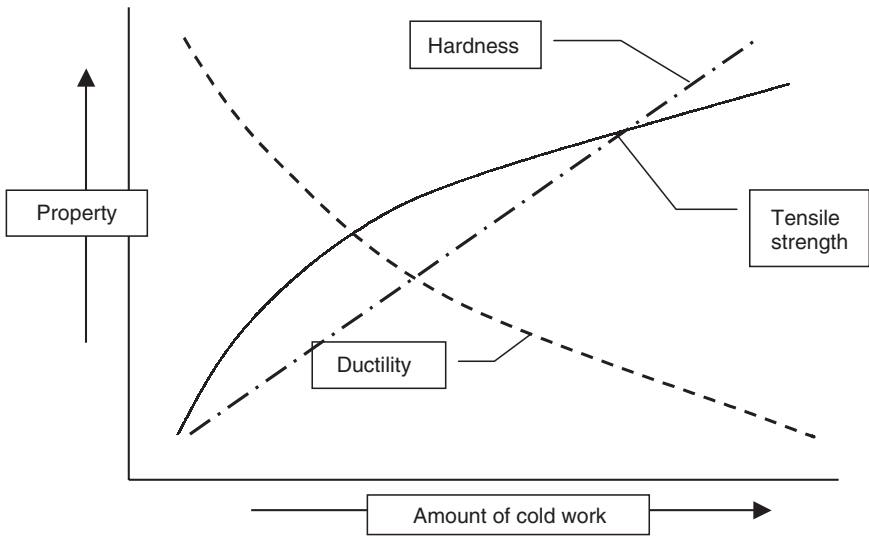 Hardness
Property
Tensile
strength
Ductility
Amount of cold work